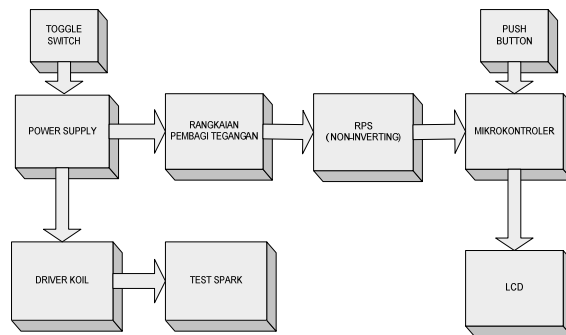 TOGGLE
SWITCH
PUSH
BUTTON
POWER SUPPLY
RANGKAIAN
PEMBAGI TEGANGAN
RPS
(NON-INVERTING)
MIKROKONTROLER
DRIVER KOIL
TEST SPARK
LCD